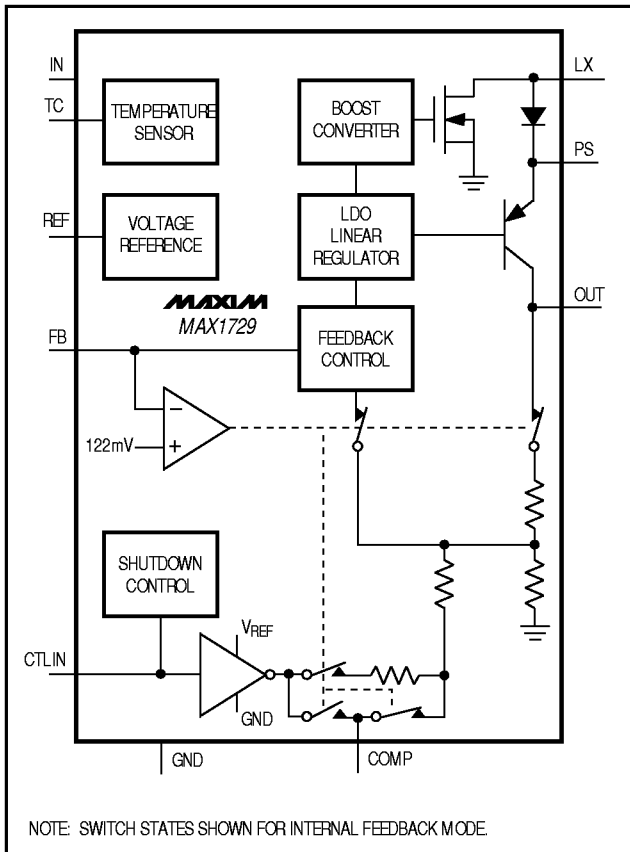 IN
LX
TC
TEMPERATURE
SENSOR
BOOST
CONVERTER
PS
REF
VOLTAGE
REFERENCE
LDO
LINEAR
REGULATOR
OUT
MAXIM
MAX1729
FB
FEEDBACK
CONTROL
−
122mV
+
SHUTDOWN
CONTROL
VREF
CTLIN
GND
GND
COMP
NOTE: SWITCH STATES SHOWN FOR INTERNAL FEEDBACK MODE.